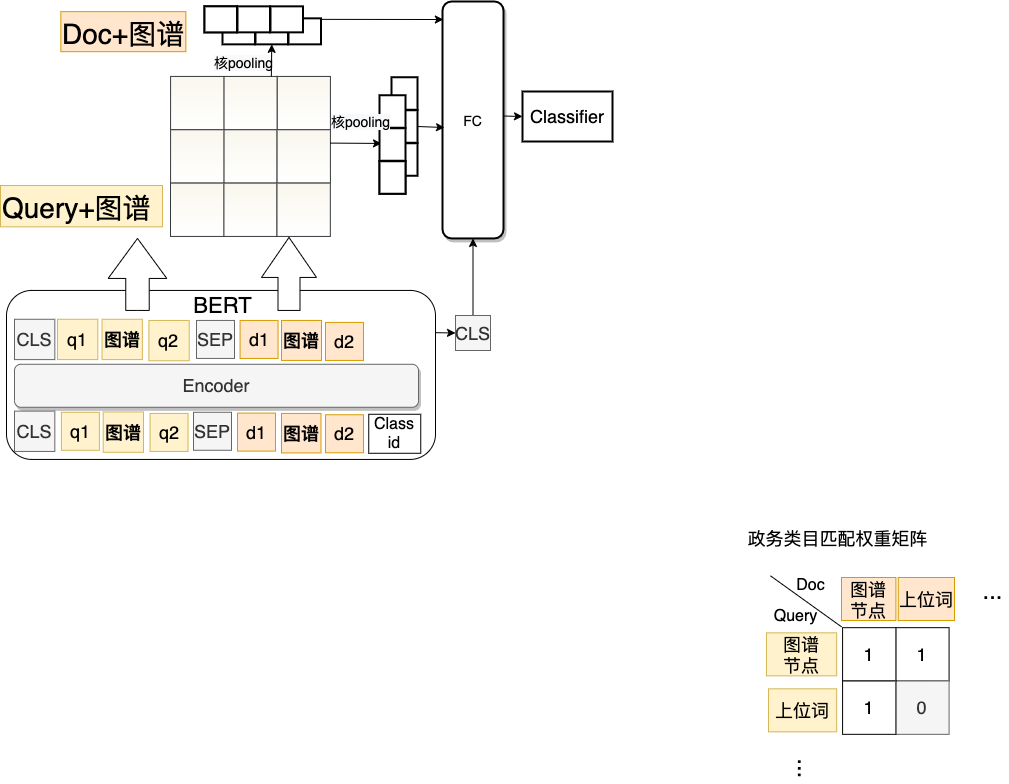 Doc+图谱
核pooling
核pooling
FC
Classifier
Query+图谱
BERT
CLS
q1
图谱
q2
SEP
d1
图谱
d2
CLS
Encoder
CLS
q1
图谱
q2
SEP
d1
图谱
d2
Class
id
政务类目匹配权重矩阵
Doc
Query
图谱
节点
上位词
...
图谱
节点
1
1
上位词
1
0
...